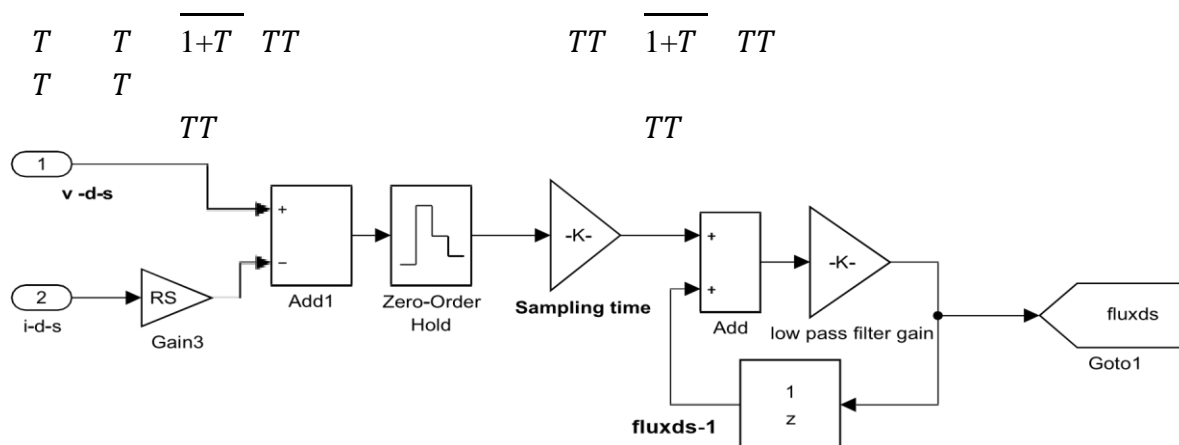 T T 1+T TT TT 1+T TT
T T
TT TT
1
v -d-s
+
−
Add1
2
i-d-s
RS
Gain3
Zero-Order
Hold
-K-
Sampling time
+
+
Add
-K-
low pass filter gain
fluxds
Goto1
1
z
fluxds-1